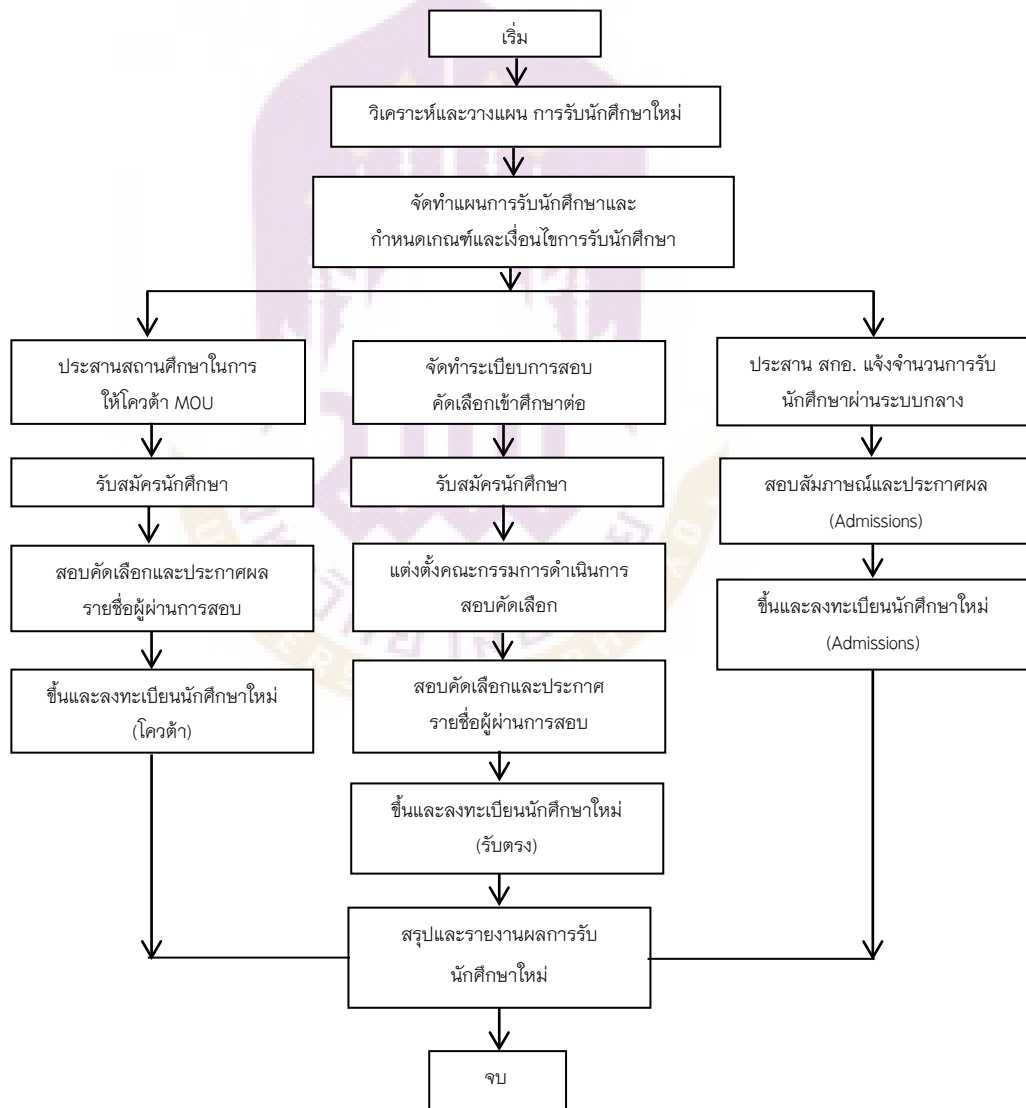 เริ่ม
วิเคราะห์และวางแผน การรับนักศึกษาใหม่
จัดทำแผนการรับนักศึกษาและ
กำหนดเกณฑ์และเงื่อนไขการรับนักศึกษา
ประสานสถานศึกษาในการ
ให้โควต้า MOU
รับสมัครนักศึกษา
สอบคัดเลือกและประกาศผล
รายชื่อผู้ผ่านการสอบ
ขึ้นและลงทะเบียนนักศึกษาใหม่
(โควต้า)
จัดทำระเบียบการสอบ
คัดเลือกเข้าศึกษาต่อ
รับสมัครนักศึกษา
แต่งตั้งคณะกรรมการดำเนินการ
สอบคัดเลือก
สอบคัดเลือกและประกาศ
รายชื่อผู้ผ่านการสอบ
ขึ้นและลงทะเบียนนักศึกษาใหม่
(รับตรง)
ประสาน สกอ. แจ้งจำนวนการรับ
นักศึกษาผ่านระบบกลาง
สอบสัมภาษณ์และประกาศผล
(Admissions)
ขึ้นและลงทะเบียนนักศึกษาใหม่
(Admissions)
สรุปและรายงานผลการรับ
นักศึกษาใหม่
จบ